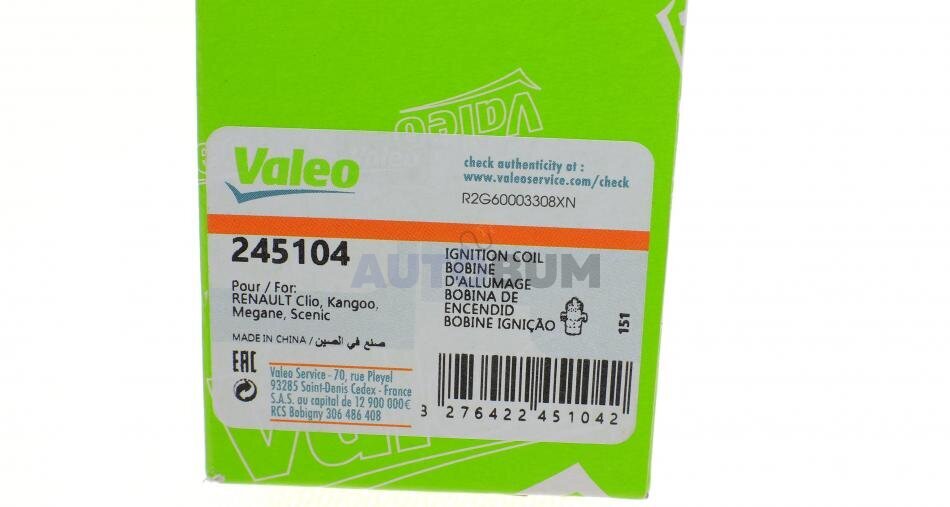 Valeo
Valeo
check authenticity at :
www.valeoservice.com/check
R2G60003308XN
245104
AUTOBUM
Pour / For:
RENAULT Clio, Kangoo,
Megane, Scenic
MADE IN CHINA / صنع في الصين
IGNITION COIL
BOBINE
D'ALLUMAGE
BOBINA DE
ENCENDID
BOBINE IGNIÇÃO
151
EAC
Valeo Service - 70, rue Pleyel
93285 Saint-Denis Cedex - France
S.A.S. au capital de 12 900 000€
RCS Bobigny 306 486 408
3 276422 451042